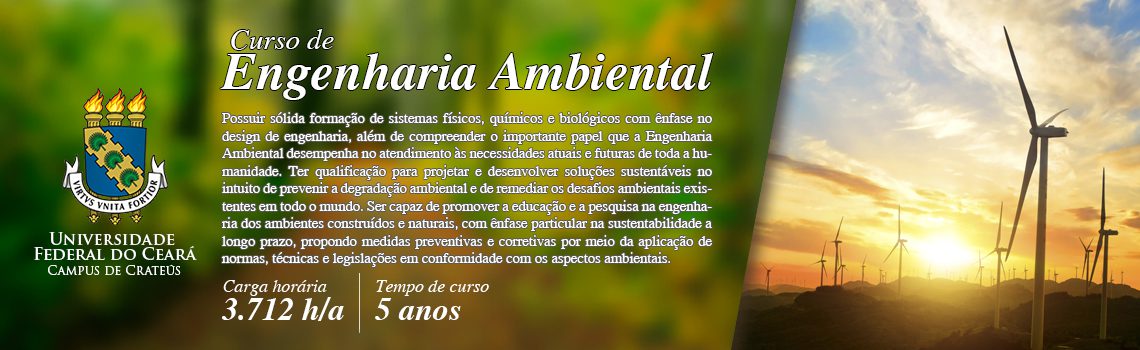 Curso de
Engenharia Ambiental
Possuir sólida formação de sistemas físicos, químicos e biológicos com ênfase no
design de engenharia, além de compreender o importante papel que a Engenharia
Ambiental desempenha no atendimento às necessidades atuais e futuras de toda a hu-
manidade. Ter qualificação para projetar e desenvolver soluções sustentáveis no
intuito de prevenir a degradação ambiental e de remediar os desafios ambientais exis-
tentes em todo o mundo. Ser capaz de promover a educação e a pesquisa na engenha-
ria dos ambientes construídos e naturais, com ênfase particular na sustentabilidade a
longo prazo, propondo medidas preventivas e corretivas por meio da aplicação de
normas, técnicas e legislações em conformidade com os aspectos ambientais.
Carga horária
3.712 h/a
Tempo de curso
5 anos
VIRTVS VNITA FORTIOR
UNIVERSIDADE
FEDERAL DO CEARÁ
CAMPUS DE CRATEÚS